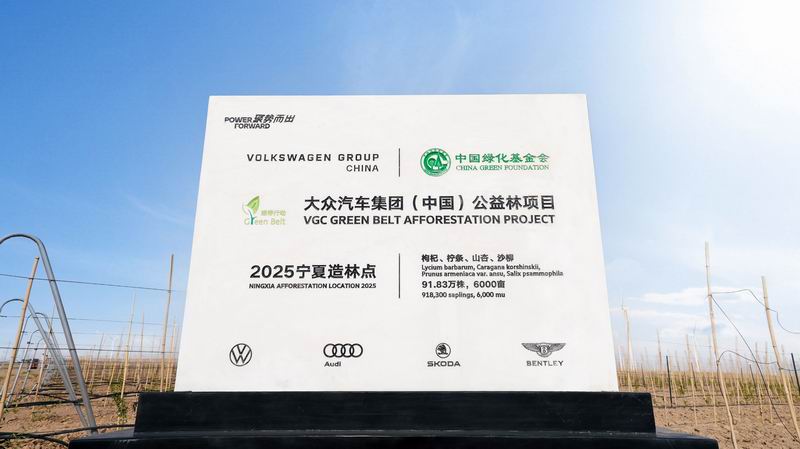 POWER 聚势而出
FORWARD
VOLKSWAGEN GROUP
CHINA
中国绿化基金会
CHINA GREEN FOUNDATION
绿带行动
Green Belt
大众汽车集团（中国）公益林项目
VGC GREEN BELT AFFORESTATION PROJECT
2025宁夏造林点
NINGXIA AFFORESTATION LOCATION 2025
枸杞、柠条、山杏、沙柳
Lycium barbarum, Caragana korshinskii,
Prunus armeniaca var. ansu, Salix psammophila
91.83万株，6000亩
918,300 saplings, 6,000 mu
Audi
SKODA
BENTLEY